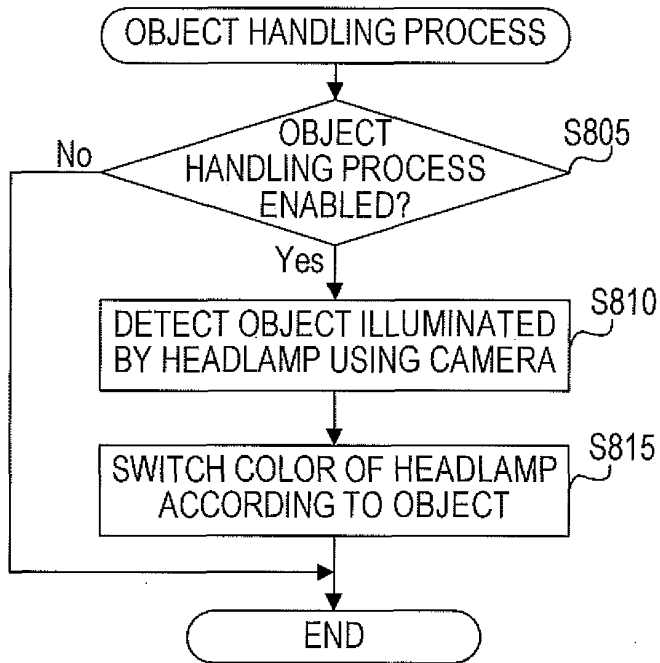 OBJECT HANDLING PROCESS
OBJECT
HANDLING PROCESS
ENABLED?
S805
No
Yes
S810
DETECT OBJECT ILLUMINATED
BY HEADLAMP USING CAMERA
S815
SWITCH COLOR OF HEADLAMP
ACCORDING TO OBJECT
END